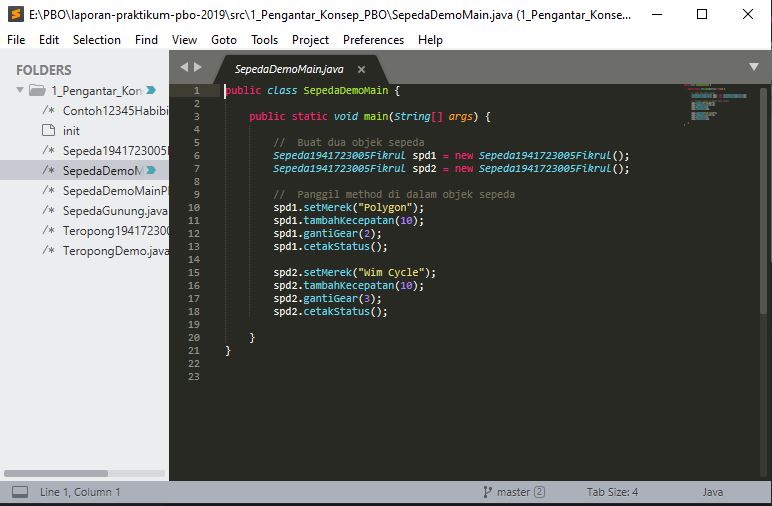 E:\PBO\laporan-praktikum-pbo-2019\src\1_Pengantar_Konsep_PBO\SepedaDemoMain.java (1_Pengantar_Konse...
File Edit Selection Find View Goto Tools Project Preferences Help
FOLDERS
1_Pengantar_Kon
/* Contoh12345Habibi
init
/* Sepeda1941723005F
/* SepedaDemoM
/* SepedaDemoMainP
/* SepedaGunung.java
/* Teropong194172300
/* TeropongDemo.java
SepedaDemoMain.java ×
1 public class SepedaDemoMain {
2
3 public static void main(String[] args) {
4
5 // Buat dua objek sepeda
6 Sepeda1941723005Fikrul spd1 = new Sepeda1941723005Fikrul();
7 Sepeda1941723005Fikrul spd2 = new Sepeda1941723005Fikrul();
8
9 // Panggil method di dalam objek sepeda
10 spd1.setMerek("Polygon");
11 spd1.tambahKecepatan(10);
12 spd1.gantiGear(2);
13 spd1.cetakStatus();
14
15 spd2.setMerek("Wim Cycle");
16 spd2.tambahKecepatan(10);
17 spd2.gantiGear(3);
18 spd2.cetakStatus();
19
20 }
21 }
22
23
Line 1, Column 1 master 2 Tab Size: 4 Java